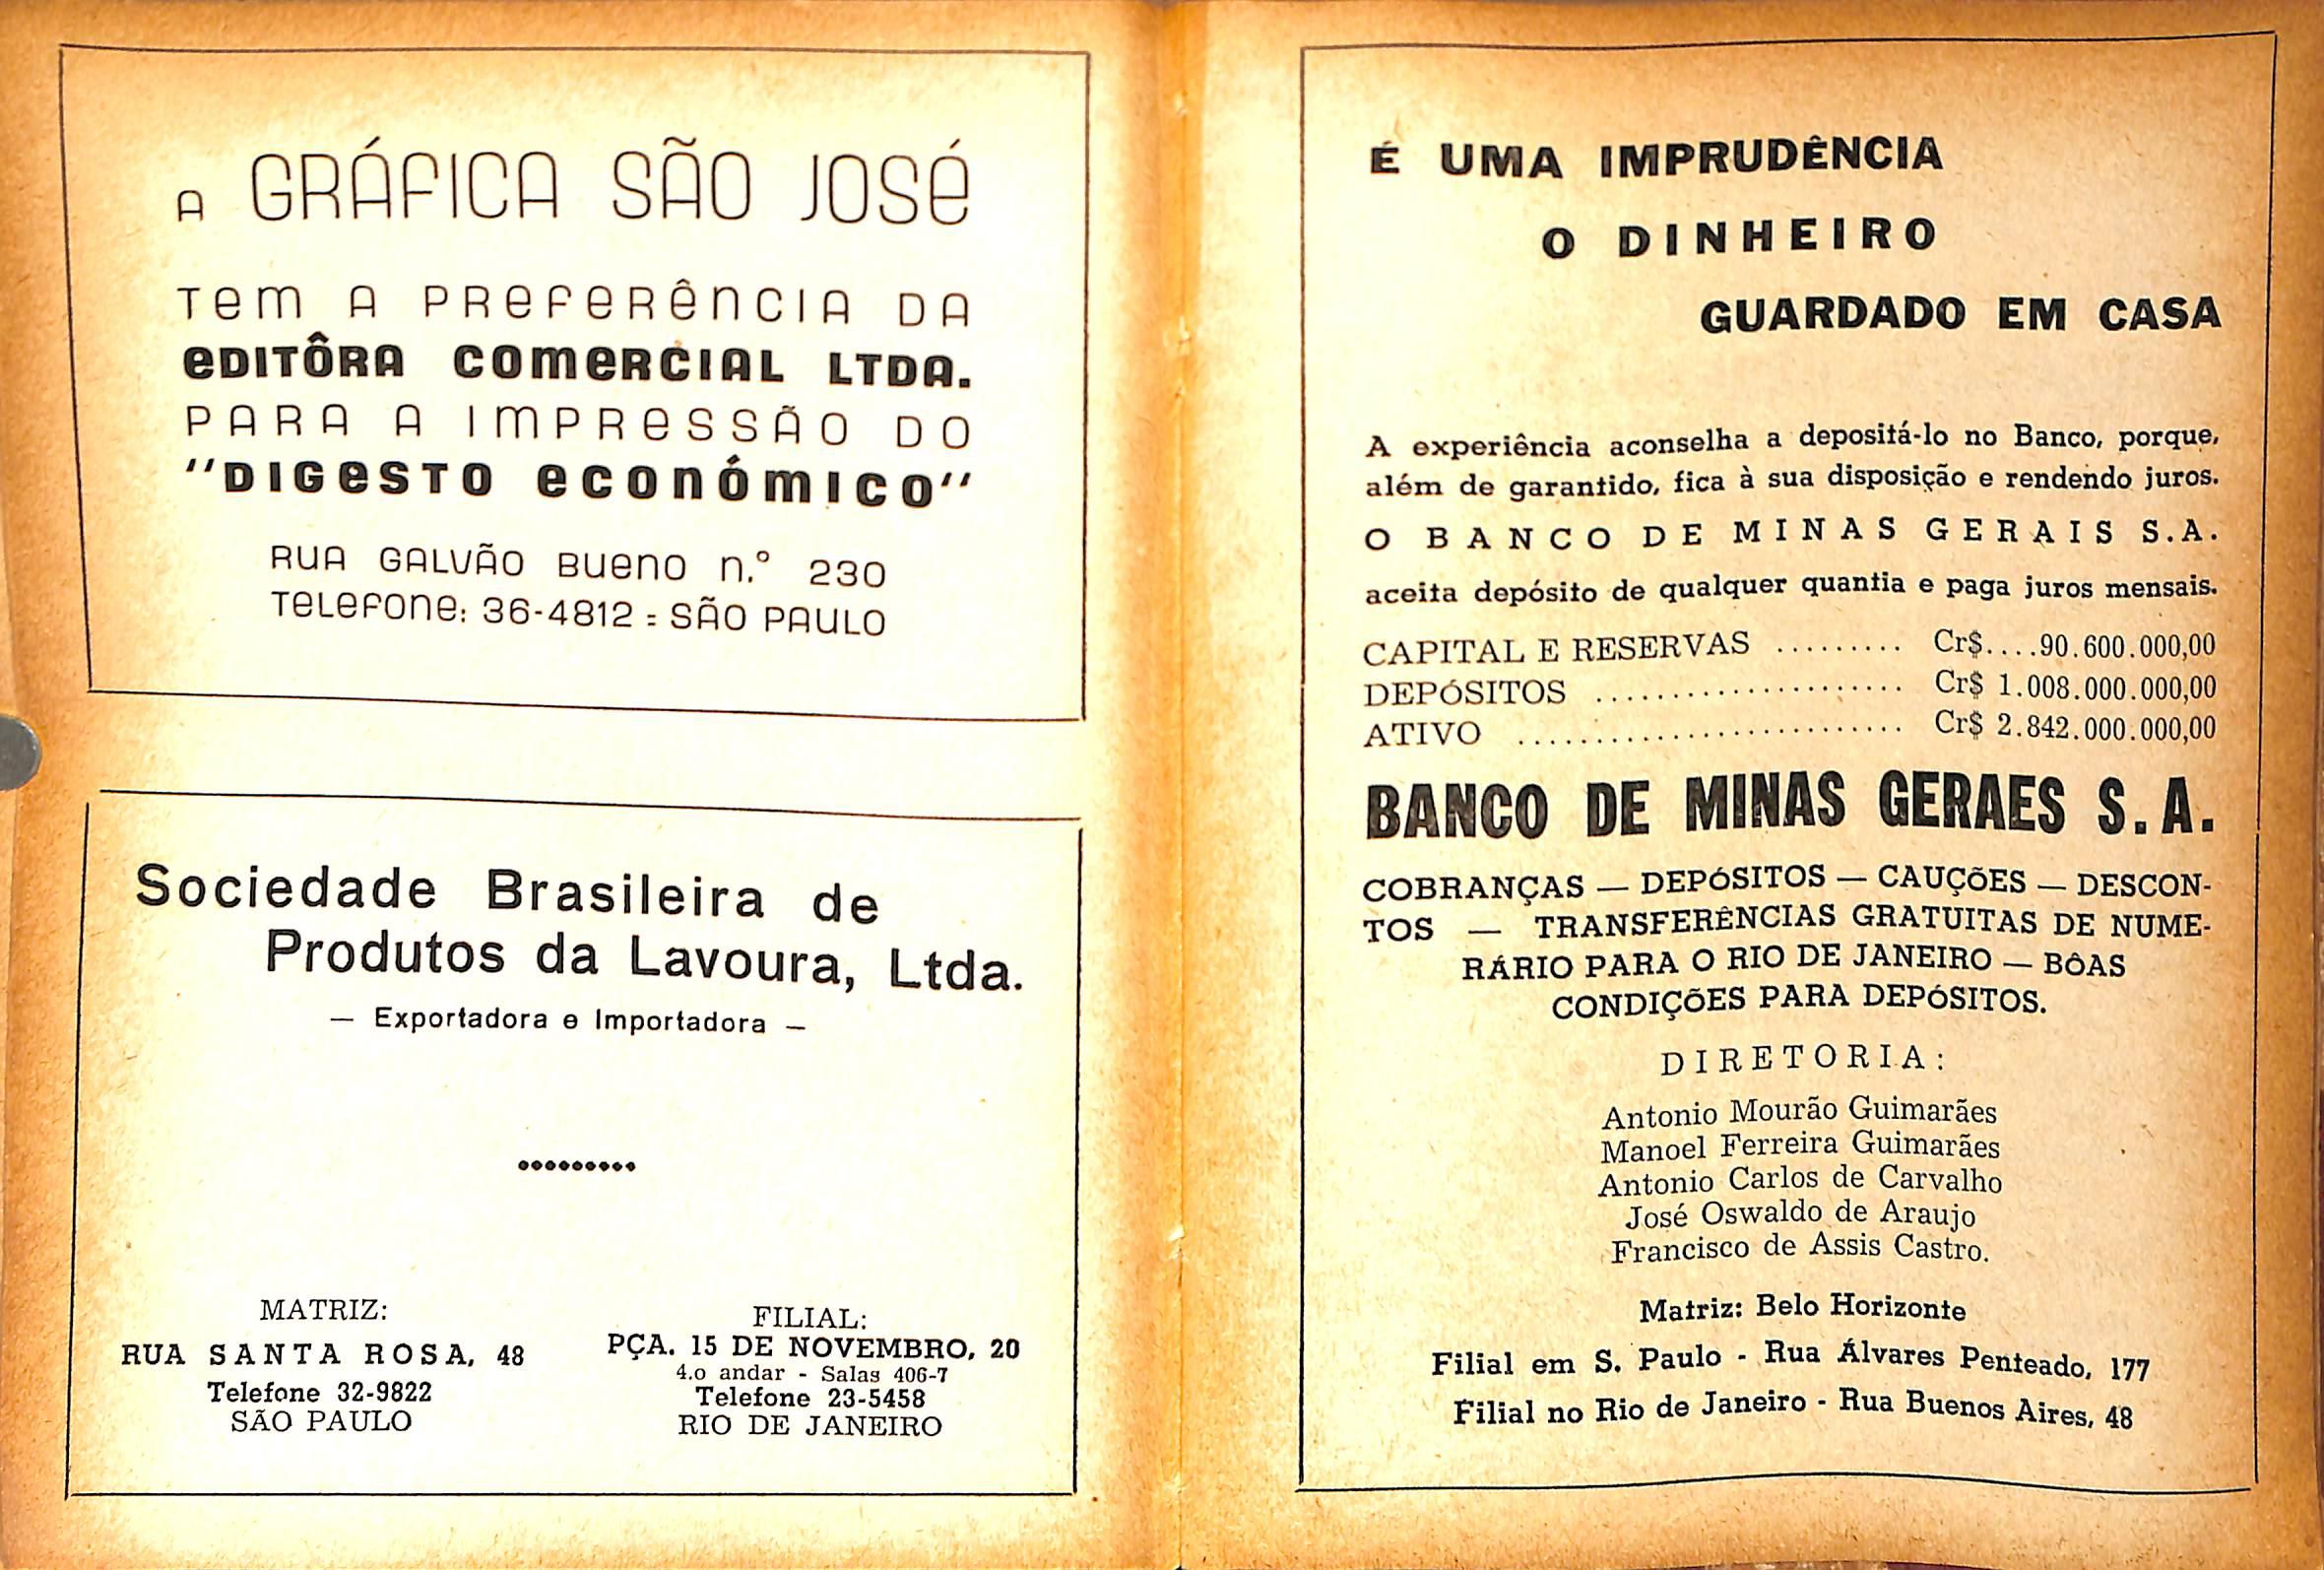 A GRÁFICA SÃO JOSÉ
TEM A PREFERÊNCIA DA
EDITÔRA COMERCIAL LTDA.
PARA A IMPRESSÃO DO
"DIGESTO ECONÓMICO"
RUA GALVÃO BUENO N.º 230
TELEFONE: 36-4812 = SÃO PAULO
Sociedade Brasileira de
Produtos da Lavoura, Ltda.
— Exportadora e Importadora —
MATRIZ:
RUA SANTA ROSA, 48
Telefone 32-9822
SÃO PAULO
FILIAL:
PÇA. 15 DE NOVEMBRO, 20
4.o andar - Salas 406-7
Telefone 23-5458
RIO DE JANEIRO
É UMA IMPRUDÊNCIA
O DINHEIRO
GUARDADO EM CASA
A experiência aconselha a depositá-lo no Banco, porque,
além de garantido, fica à sua disposição e rendendo juros.
O BANCO DE MINAS GERAIS S.A.
aceita depósito de qualquer quantia e paga juros mensais.
CAPITAL E RESERVAS ......... Cr$....90.600.000,00
DEPÓSITOS ...................... Cr$ 1.008.000.000,00
ATIVO ........................... Cr$ 2.842.000.000,00
BANCO DE MINAS GERAES S.A.
COBRANÇAS — DEPÓSITOS — CAUÇÕES — DESCON-
TOS — TRANSFERÊNCIAS GRATUITAS DE NUME-
RÁRIO PARA O RIO DE JANEIRO — BÔAS
CONDIÇÕES PARA DEPÓSITOS.
DIRETORIA:
Antonio Mourão Guimarães
Manoel Ferreira Guimarães
Antonio Carlos de Carvalho
José Oswaldo de Araujo
Francisco de Assis Castro.
Matriz: Belo Horizonte
Filial em S. Paulo - Rua Álvares Penteado, 177
Filial no Rio de Janeiro - Rua Buenos Aires, 48